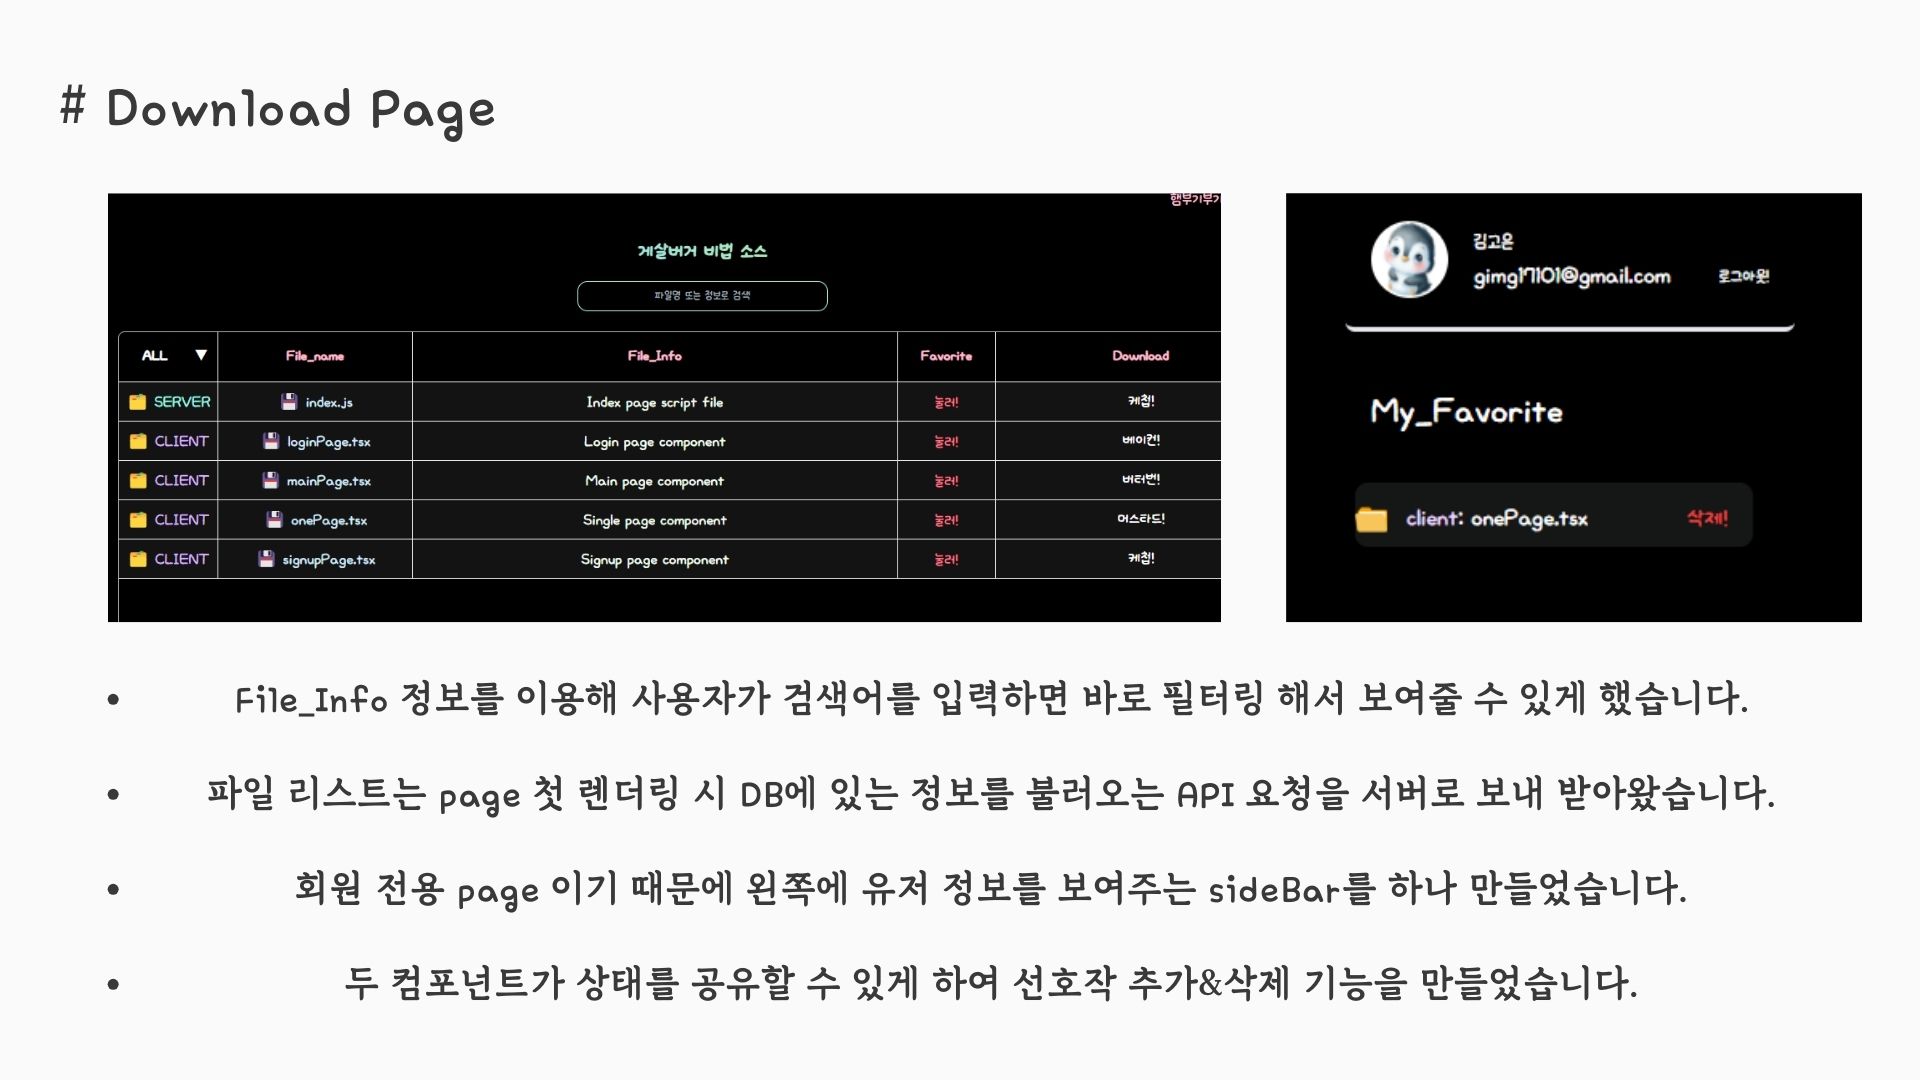 # Download Page
햄부기부기
게살버거 비법 소스
파일명 또는 정보로 검색
ALL ▼ File_name File_Info Favorite Download
SERVER index.js Index page script file 눌러! 케첩!
CLIENT loginPage.tsx Login page component 눌러! 베이컨!
CLIENT mainPage.tsx Main page component 눌러! 버터번!
CLIENT onePage.tsx Single page component 눌러! 머스타드!
CLIENT signupPage.tsx Signup page component 눌러! 케첩!
김고은
gimg17101@gmail.com 로그아웃!
My_Favorite
client: onePage.tsx 삭제!
• File_Info 정보를 이용해 사용자가 검색어를 입력하면 바로 필터링 해서 보여줄 수 있게 했습니다.
• 파일 리스트는 page 첫 렌더링 시 DB에 있는 정보를 불러오는 API 요청을 서버로 보내 받아왔습니다.
• 회원 전용 page 이기 때문에 왼쪽에 유저 정보를 보여주는 sideBar를 하나 만들었습니다.
• 두 컴포넌트가 상태를 공유할 수 있게 하여 선호작 추가&삭제 기능을 만들었습니다.